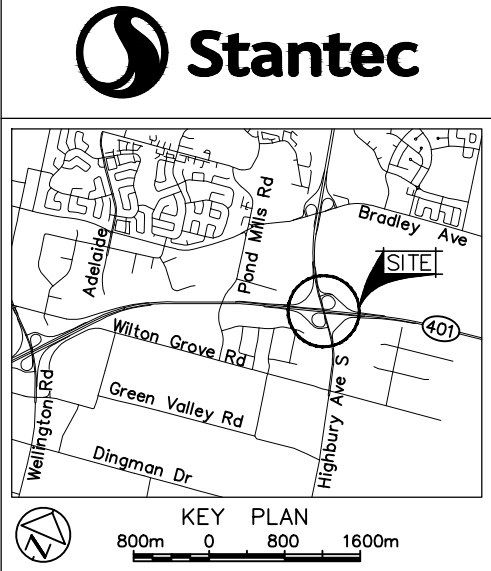 Stantec
Adelaide
Pond Mills Rd
Bradley Ave
SITE
401
Wilton Grove Rd
Wellington Rd
Green Valley Rd
Highbury Ave S
Dingman Dr
KEY PLAN
N
800m 0 800 1600m